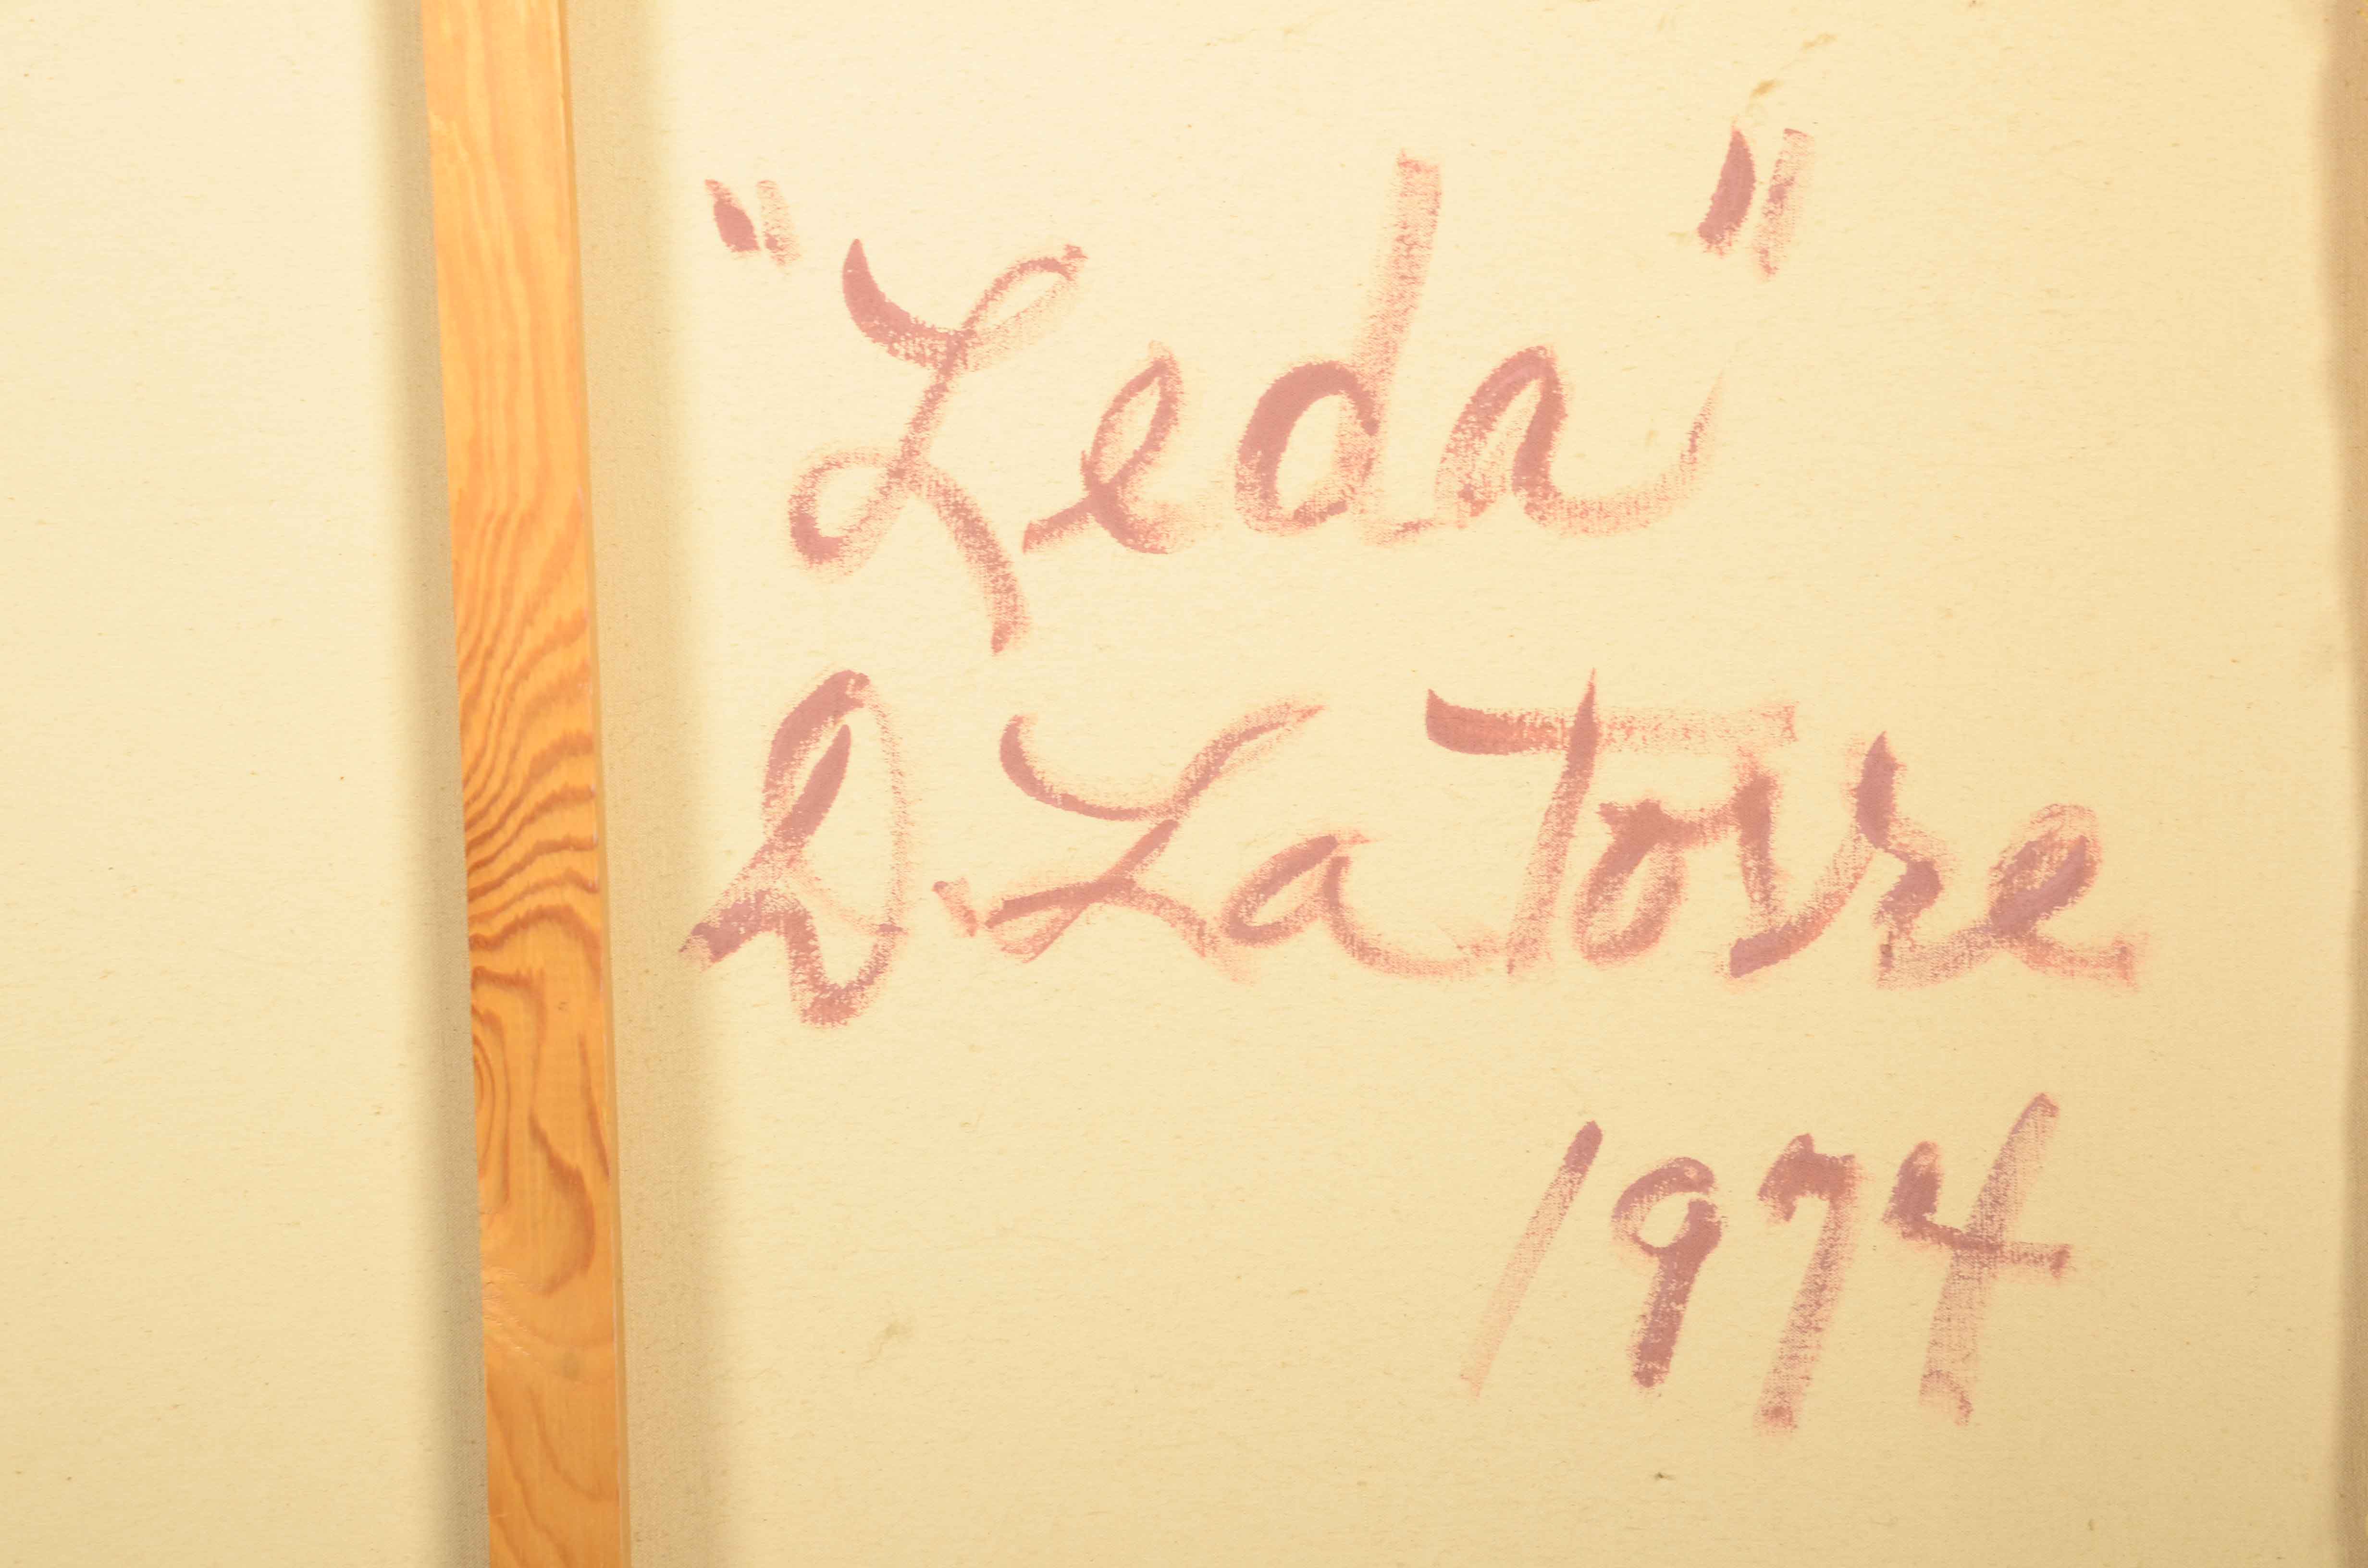 "Leda"
D. La Torre
1974